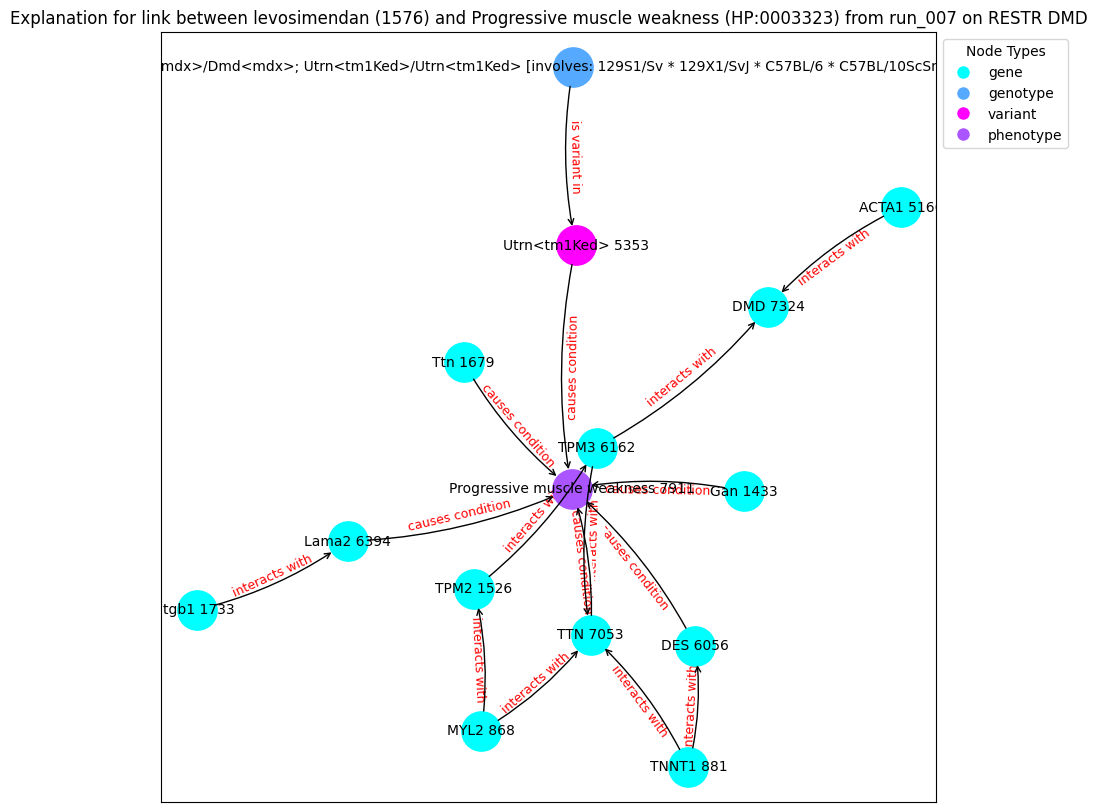 Explanation for link between levosimendan (1576) and Progressive muscle weakness (HP:0003323) from run_007 on RESTR DMD
mdx>/Dmd<mdx>; Utrn<tm1Ked>/Utrn<tm1Ked> [involves: 129S1/Sv * 129X1/SvJ * C57BL/6 * C57BL/10ScSn
Node Types
gene
genotype
variant
phenotype
is variant in
ACTA1 516
interacts with
Utrn<tm1Ked> 5353
DMD 7324
causes condition
interacts with
Ttn 1679
causes condition
TPM3 6162
Progressive muscle weakness 791
causes condition
Gan 1433
causes condition
Lama2 6394
interacts with
interacts w
causes condition
interacts with
causes condition
tgb1 1733
TPM2 1526
TTN 7053
DES 6056
interacts with
interacts with
interacts with
interacts with
MYL2 868
TNNT1 881